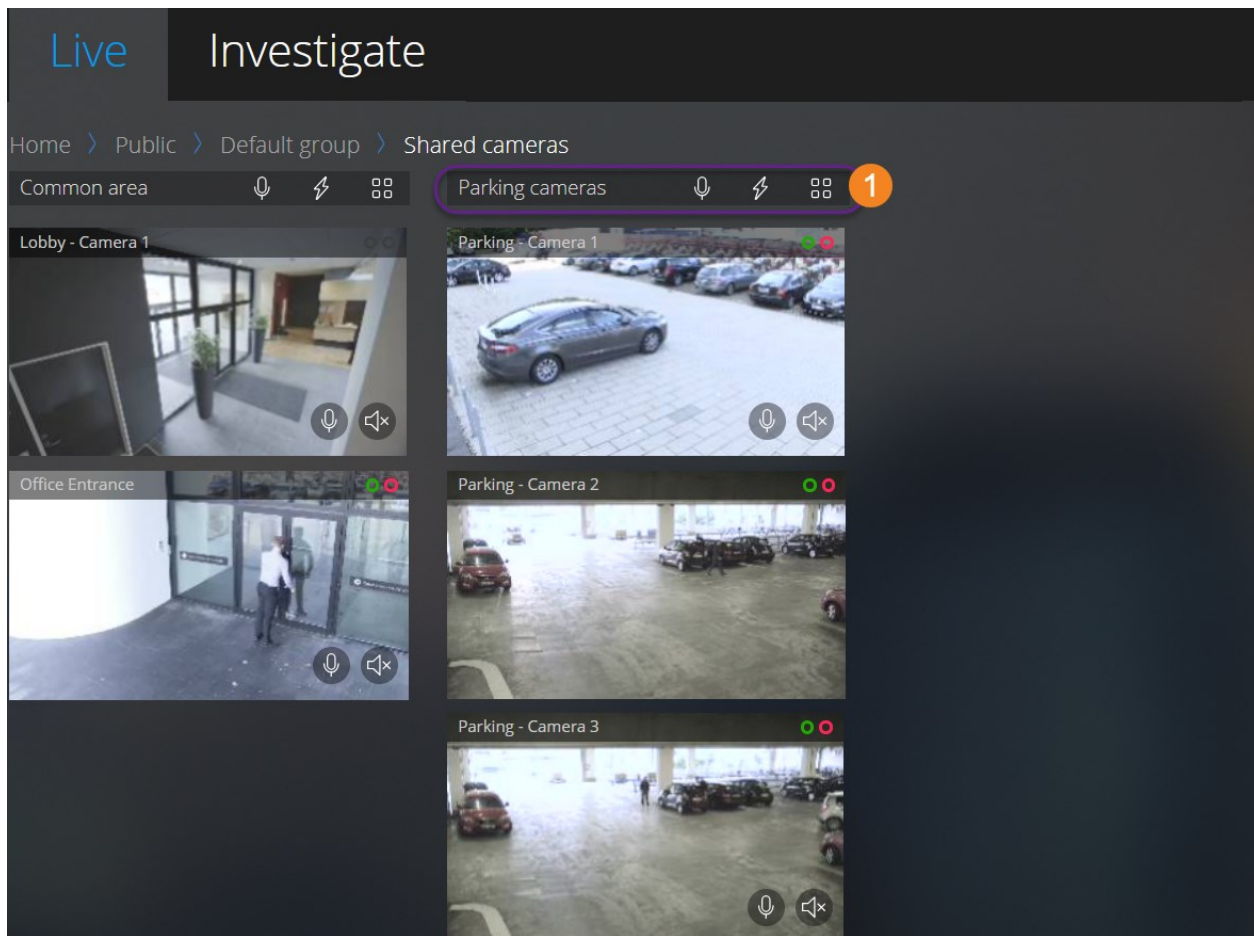 Live Investigate
Home 〉 Public 〉 Default group 〉 Shared cameras
Common area
Parking cameras
1
Lobby - Camera 1
Parking - Camera 1
Office Entrance
Parking - Camera 2
Parking - Camera 3